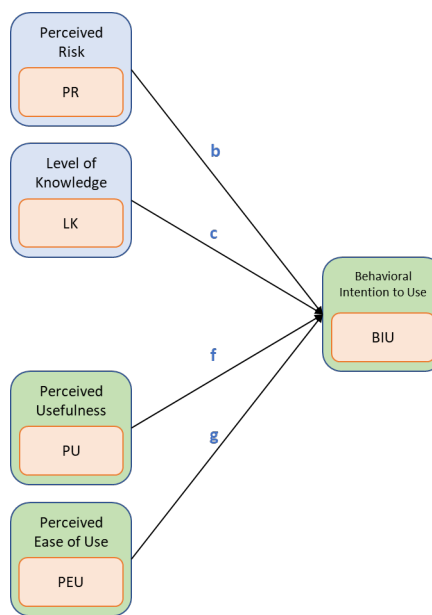 Perceived
Risk
PR
b
Level of
Knowledge
LK
c
Behavioral
Intention to Use
BIU
f
Perceived
Usefulness
PU
g
Perceived
Ease of Use
PEU